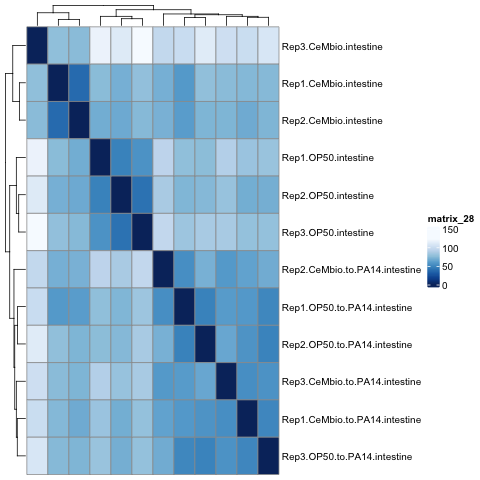 Rep3.CeMbio.intestine
Rep1.CeMbio.intestine
Rep2.CeMbio.intestine
Rep1.OP50.intestine
Rep2.OP50.intestine
Rep3.OP50.intestine
Rep2.CeMbio.to.PA14.intestine
Rep1.OP50.to.PA14.intestine
Rep2.OP50.to.PA14.intestine
Rep3.CeMbio.to.PA14.intestine
Rep1.CeMbio.to.PA14.intestine
Rep3.OP50.to.PA14.intestine
matrix_28
150
100
50
0